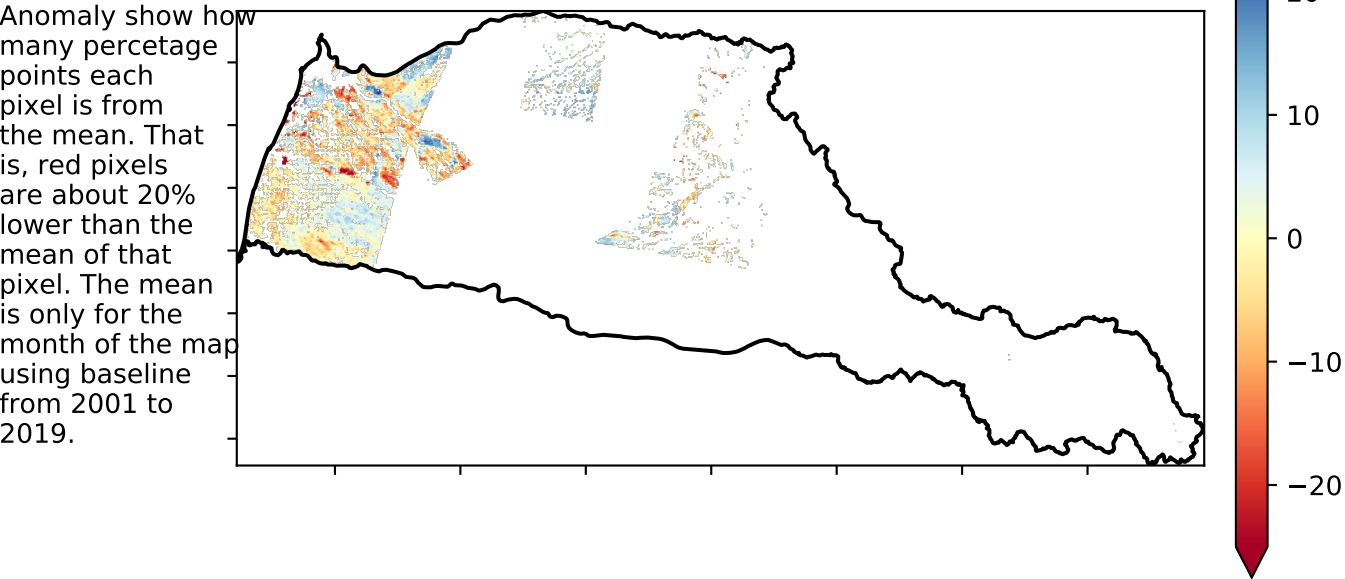 Anomaly show how
many percetage
points each
pixel is from
the mean. That
is, red pixels
are about 20%
lower than the
mean of that
pixel. The mean
is only for the
month of the map
using baseline
from 2001 to
2019.
10
0
−10
−20